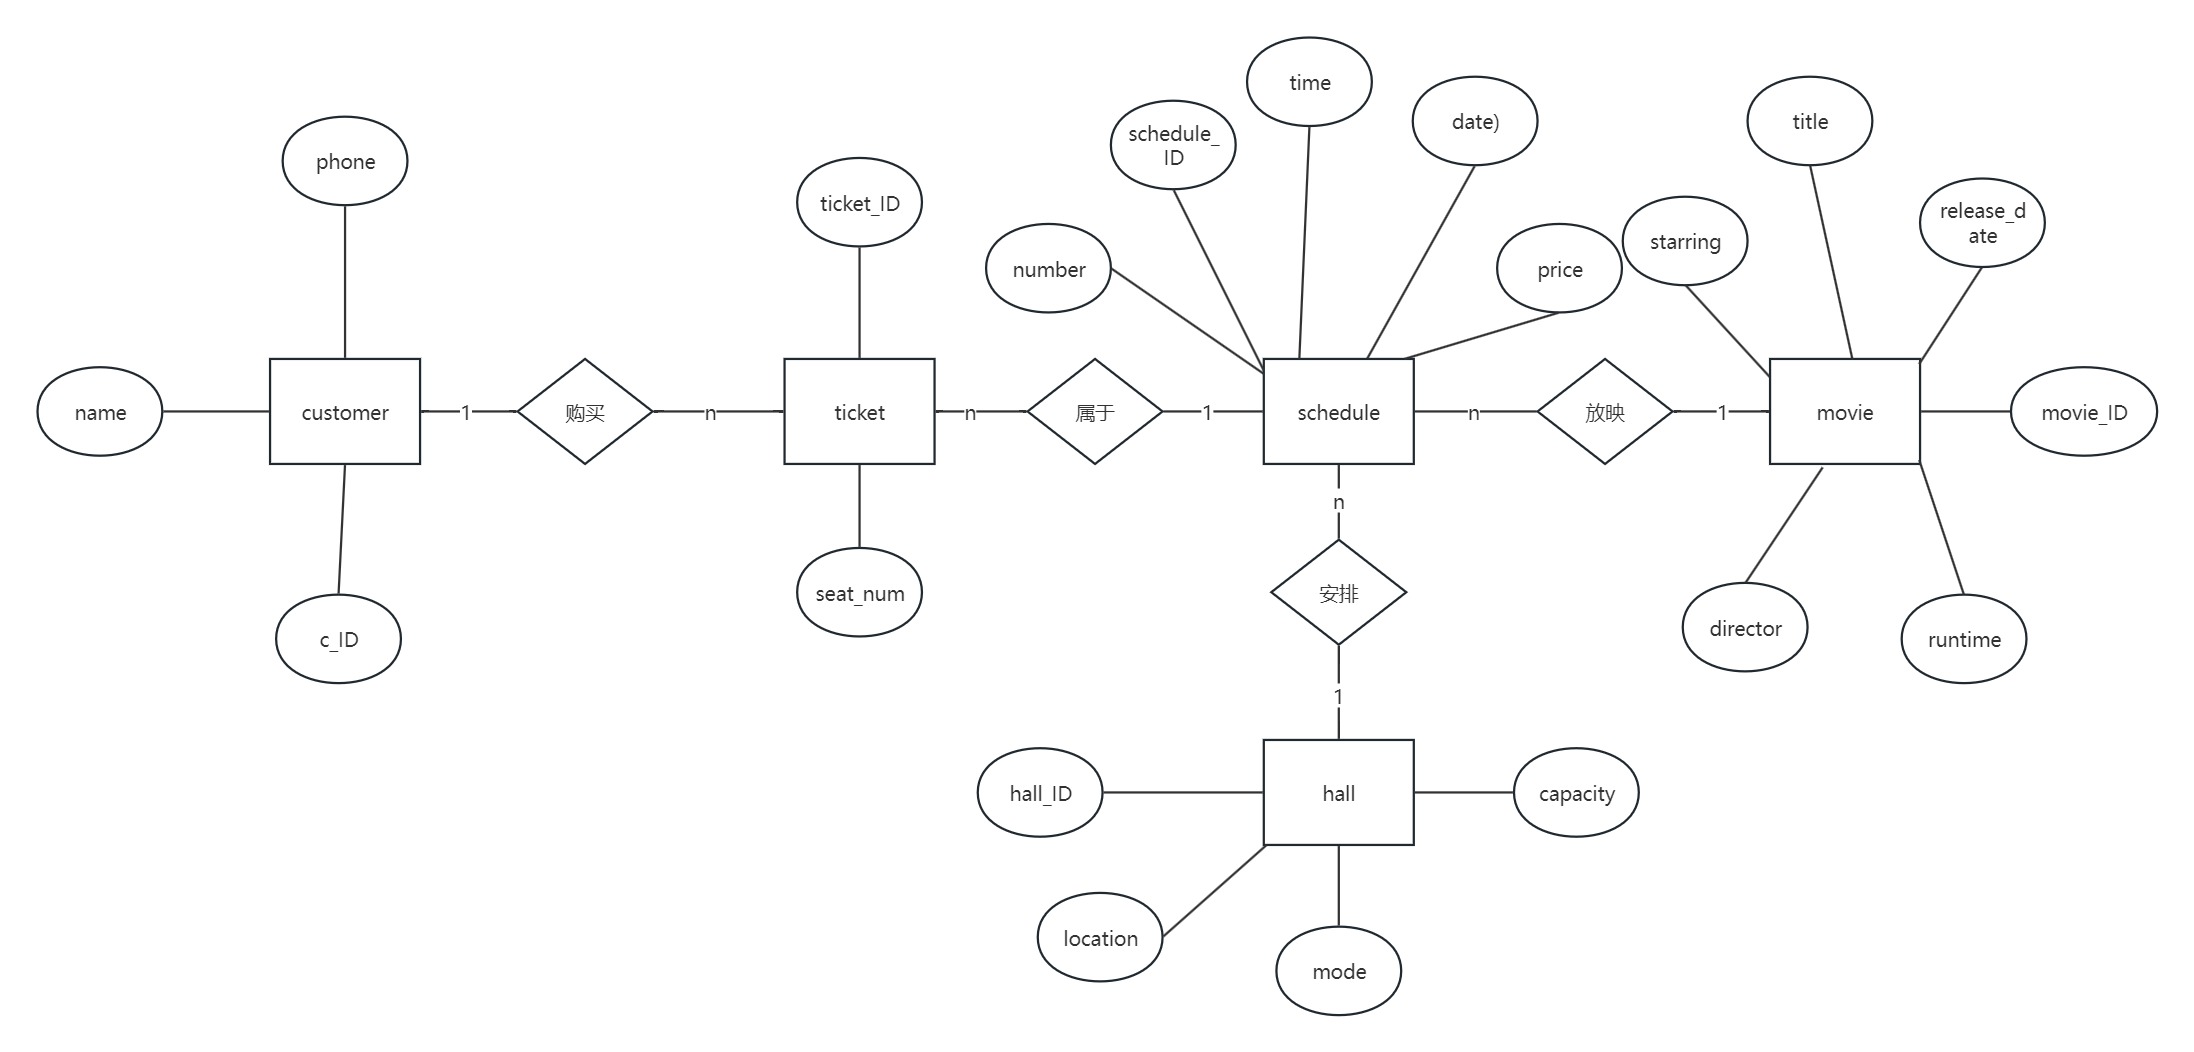 time
date)
title
schedule_
ID
phone
ticket_ID
release_d
ate
starring
number
price
name
customer
1
购买
n
ticket
n
属于
1
schedule
n
放映
1
movie
movie_ID
n
安排
seat_num
director
c_ID
runtime
1
hall_ID
hall
capacity
location
mode